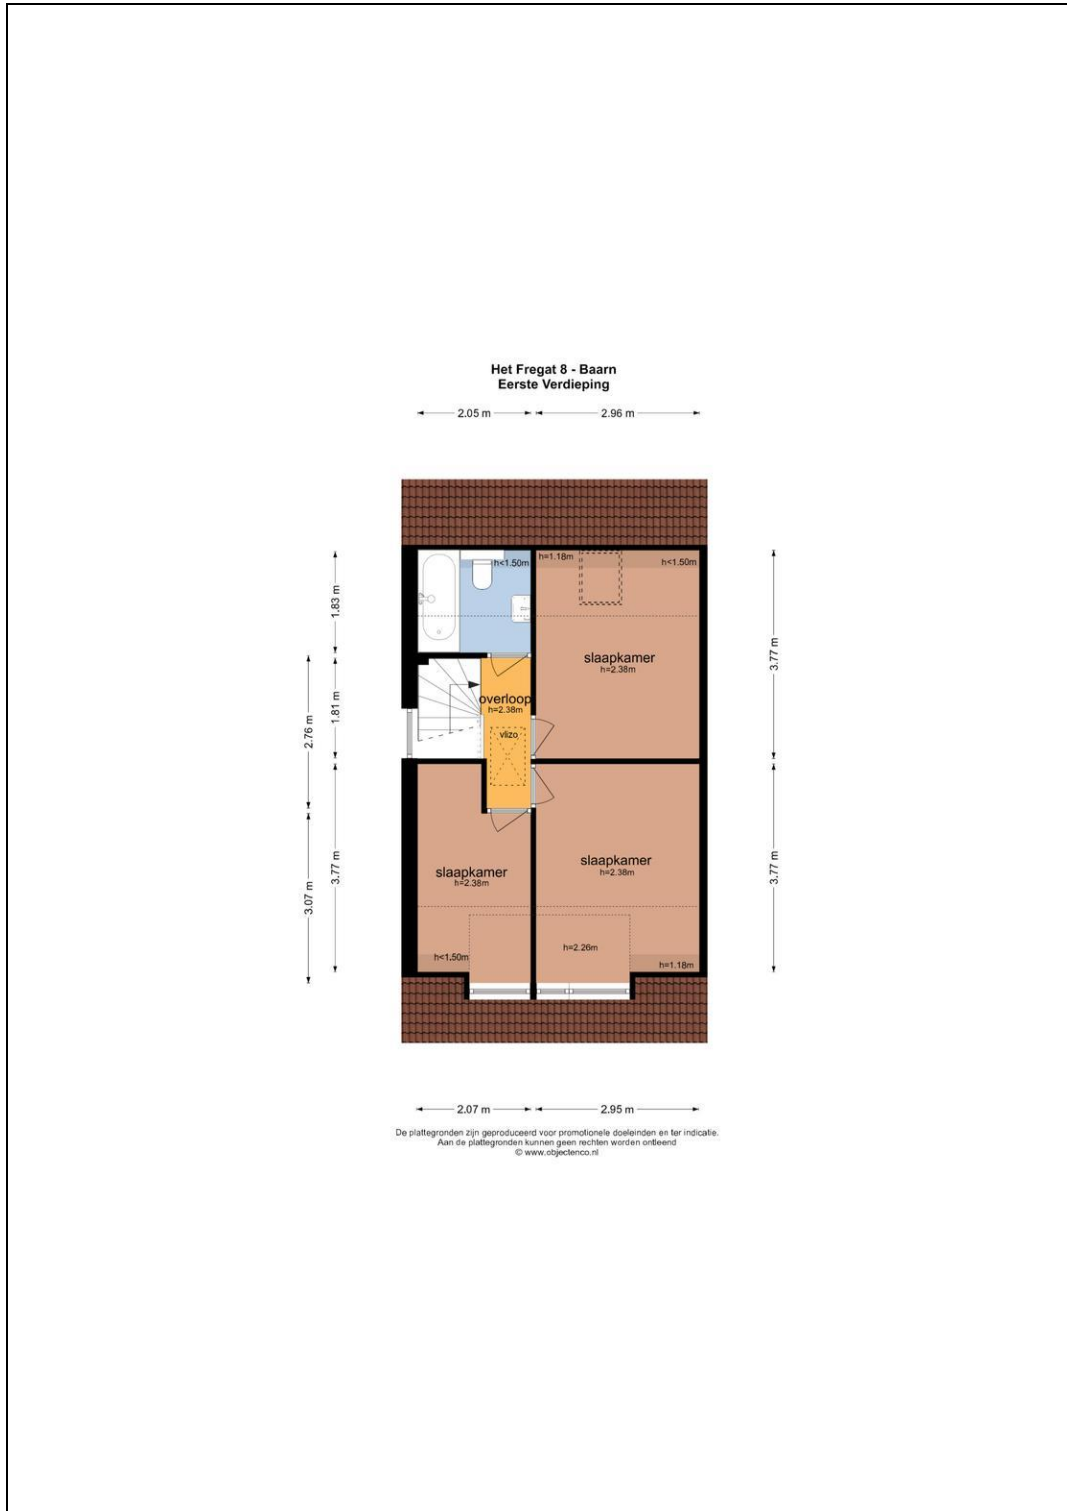 Het Fregat 8 - Baarn
Eerste Verdieping
2.05 m
2.96 m
h<1.50m
h=1.18m
h<1.50m
1.83 m
3.77 m
slaapkamer
h=2.38m
overloop
h=2.38m
1.81 m
2.76 m
vlizo
slaapkamer
h=2.38m
slaapkamer
h=2.38m
3.77 m
3.77 m
3.07 m
h=2.26m
h<1.50m
h=1.18m
2.07 m
2.95 m
De plattegronden zijn geproduceerd voor promotionele doeleinden en ter indicatie.
Aan de plattegronden kunnen geen rechten worden ontleend
© www.objectenco.nl